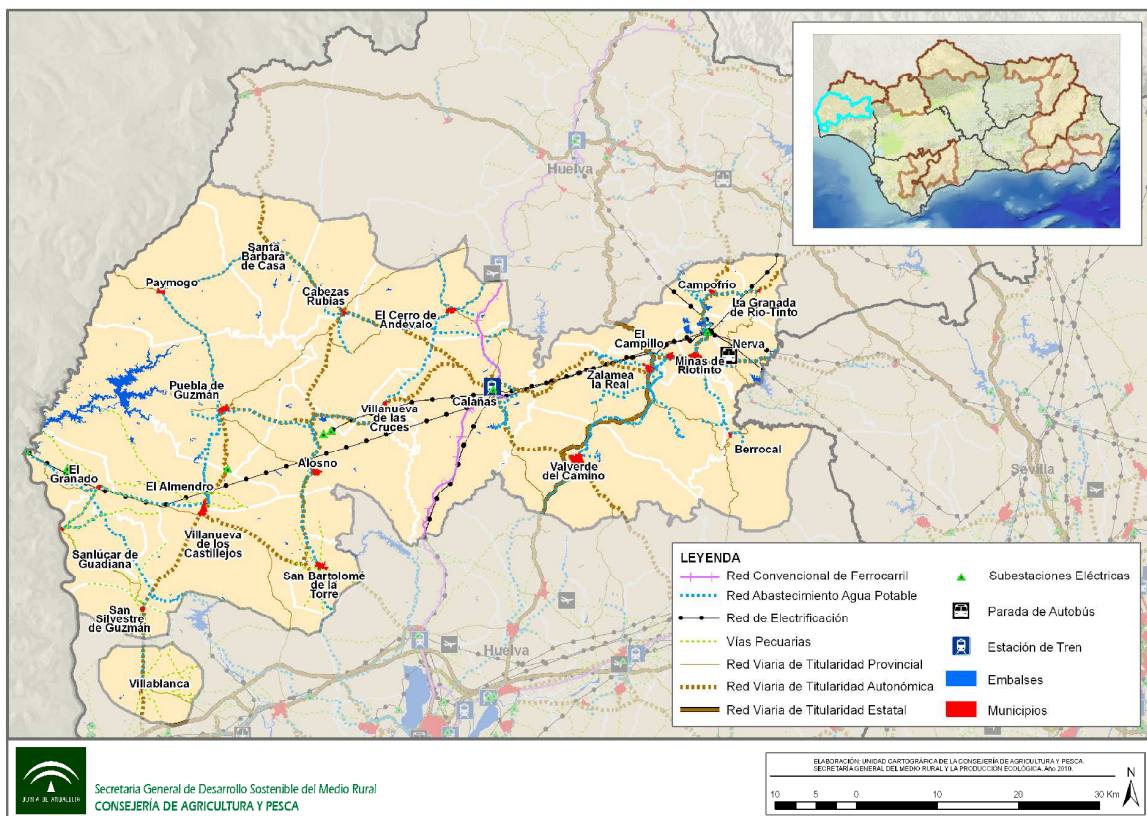 Huelva
Santa
Bárbara
de Casa
Paymogo
Cabezas
Rubias
El Cerro de
Andevalo
Campofrio
La Granada
de Rio-Tinto
El
Campillo
Nerva
Minas de
Riotinto
Zalamea
la Real
Puebla de
Guzmán
Villanueva
de las
Cruces
Calañas
Berrocal
El
Granado
El Almendro
Alosno
Valverde
del Camino
Sevilla
Villanueva
de los
Castillejos
Sanlúcar de
Guadiana
San Bartolomé
de la
Torre
San
Silvestre
de Guzmán
Huelva
Villablanca
LEYENDA
Red Convencional de Ferrocarril
Red Abastecimiento Agua Potable
Red de Electrificación
Vías Pecuarias
Red Viaria de Titularidad Provincial
Red Viaria de Titularidad Autonómica
Red Viaria de Titularidad Estatal
Subestaciones Eléctricas
Parada de Autobús
Estación de Tren
Embalses
Municipios
JUNTA DE ANDALUCIA
Secretaria General de Desarrollo Sostenible del Medio Rural
CONSEJERÍA DE AGRICULTURA Y PESCA
ELABORACIÓN: UNIDAD CARTOGRÁFICA DE LA CONSEJERÍA DE AGRICULTURA Y PESCA.
SECRETARÍA GENERAL DEL MEDIO RURAL Y LA PRODUCCIÓN ECOLÓGICA. Año 2010.
10 5 0 10 20 30 Km
N